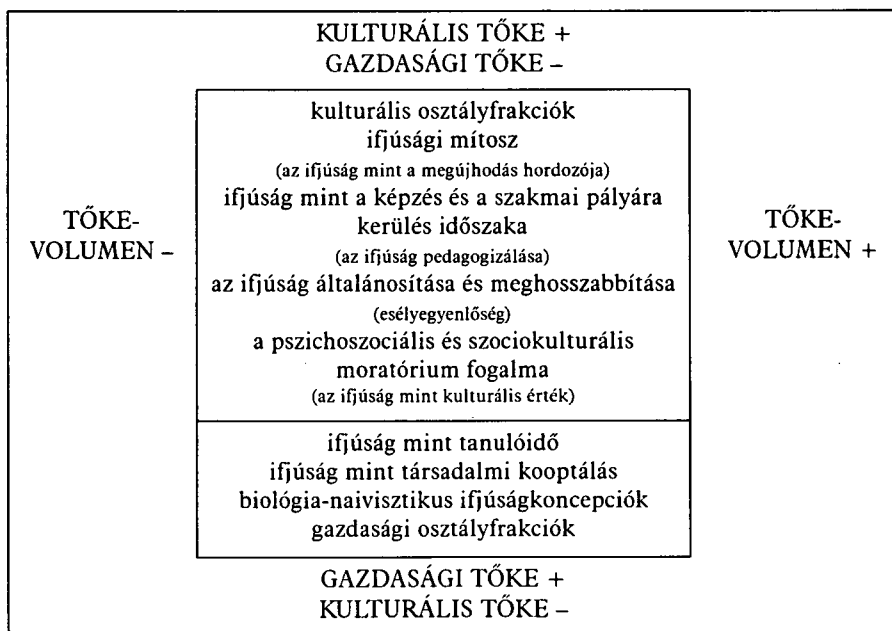 KULTURÁLIS TŐKE +
GAZDASÁGI TŐKE –
kulturális osztályfrakciók
ifjúsági mítosz
(az ifjúság mint a megújhodás hordozója)
ifjúság mint a képzés és a szakmai pályára
kerülés időszaka
(az ifjúság pedagogizálása)
az ifjúság általánosítása és meghosszabbítása
(esélyegyenlőség)
a pszichoszociális és szociokulturális
moratórium fogalma
(az ifjúság mint kulturális érték)
TŐKE-
VOLUMEN –
TŐKE-
VOLUMEN +
ifjúság mint tanulóidő
ifjúság mint társadalmi kooptálás
biológia-naivisztikus ifjúságkoncepciók
gazdasági osztályfrakciók
GAZDASÁGI TŐKE +
KULTURÁLIS TŐKE –